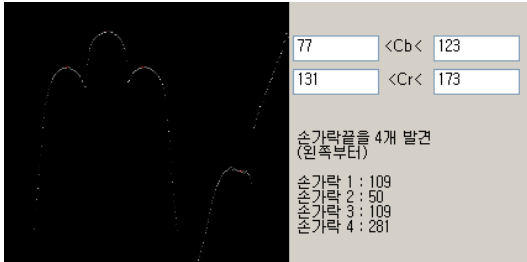 77 <Cb< 123
131 <Cr< 173
손가락끝을 4개 발견
(왼쪽부터)
손가락 1 : 109
손가락 2 : 50
손가락 3 : 109
손가락 4 : 281